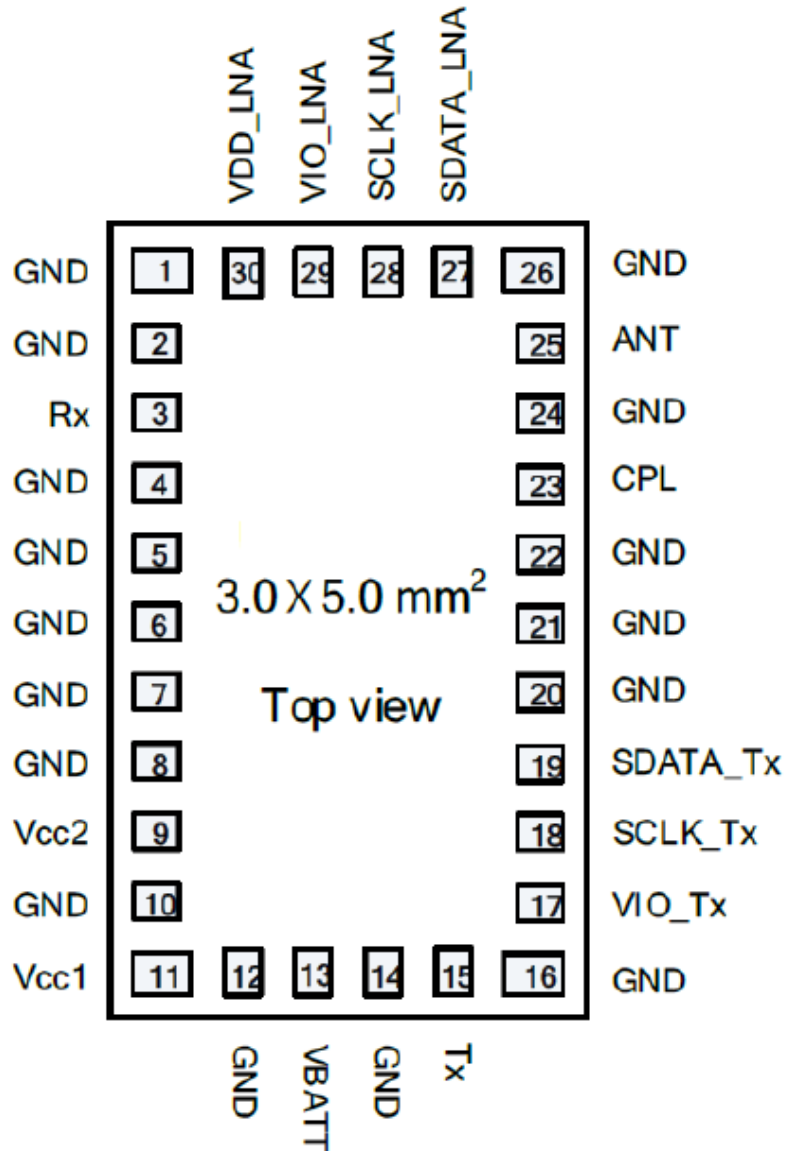 VDD_LNA
VIO_LNA
SCLK_LNA
SDATA_LNA
GND 1 30 29 28 27 26 GND
GND 2 25 ANT
Rx 3 24 GND
GND 4 23 CPL
GND 5 22 GND
GND 6 21 GND
GND 7 20 GND
GND 8 19 SDATA_Tx
Vcc2 9 18 SCLK_Tx
GND 10 17 VIO_Tx
Vcc1 11 12 13 14 15 16 GND
3.0 X 5.0 mm²
Top view
GND
VBATT
GND
Tx